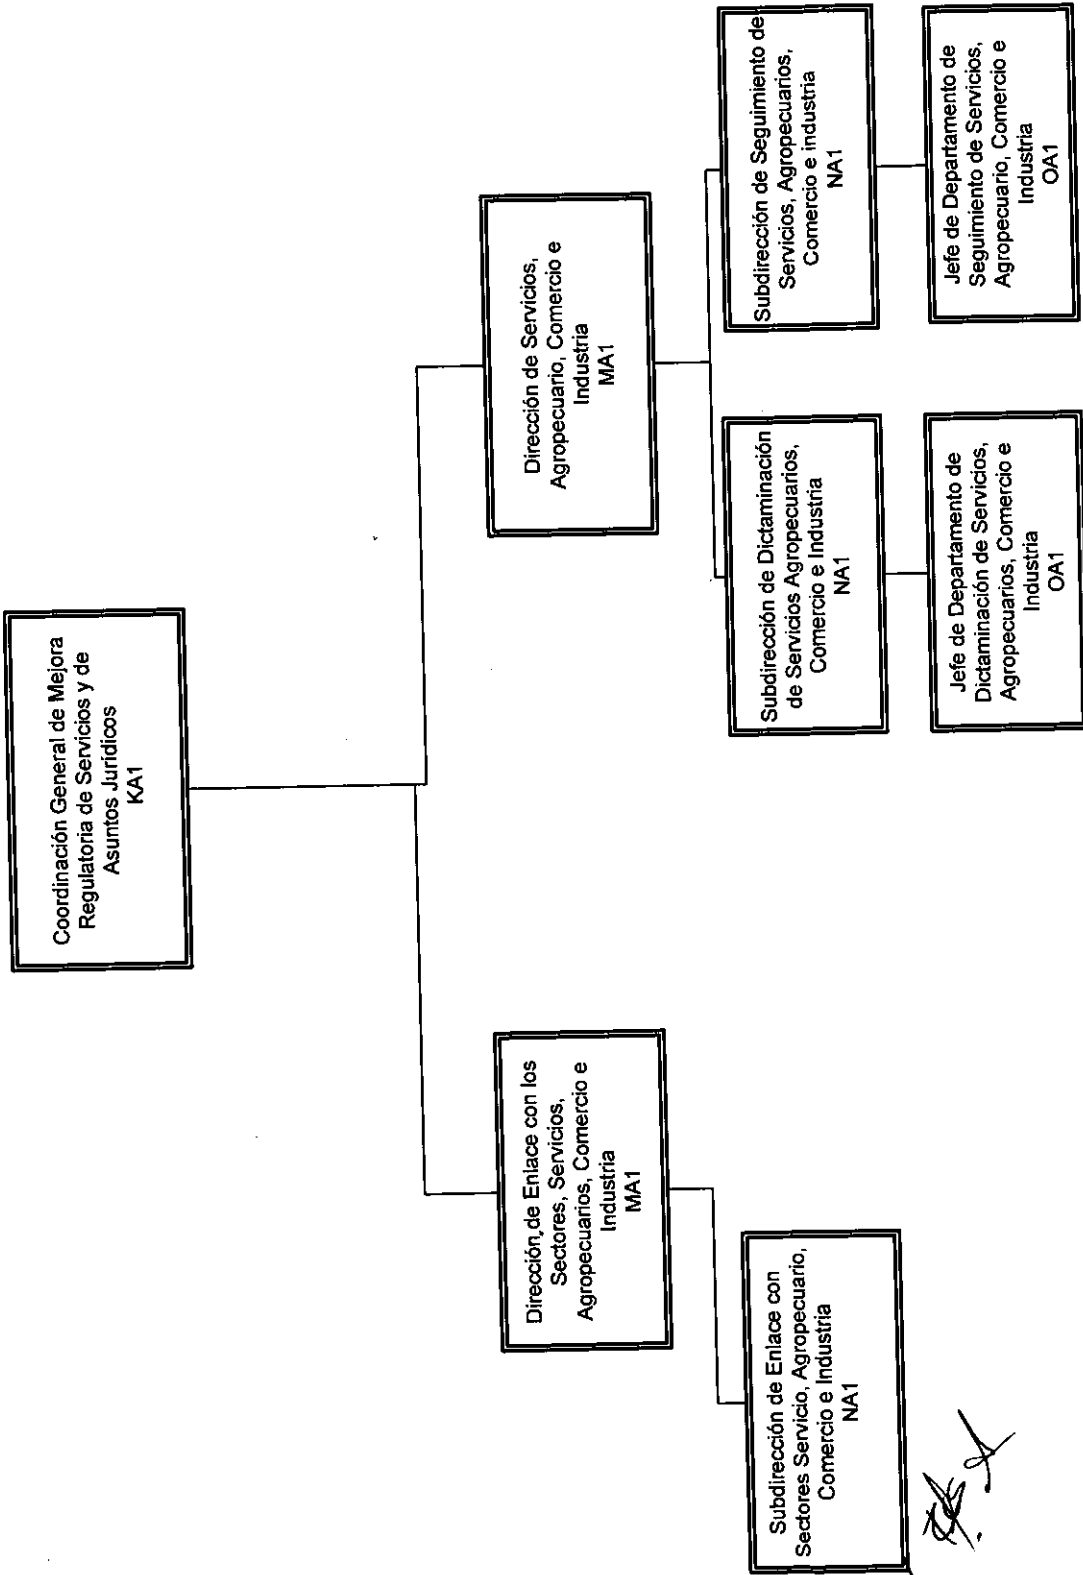 Coordinación General de Mejora
Regulatoria de Servicios y de
Asuntos Jurídicos
KA1
Dirección de Enlace con los
Sectores, Servicios,
Agropecuarios, Comercio e
Industria
MA1
Dirección de Servicios,
Agropecuario, Comercio e
Industria
MA1
Subdirección de Enlace con
Sectores Servicio, Agropecuario,
Comercio e Industria
NA1
Subdirección de Dictaminación
de Servicios Agropecuarios,
Comercio e Industria
NA1
Subdirección de Seguimiento de
Servicios, Agropecuarios,
Comercio e industria
NA1
Jefe de Departamento de
Dictaminación de Servicios,
Agropecuarios, Comercio e
Industria
OA1
Jefe de Departamento de
Seguimiento de Servicios,
Agropecuario, Comercio e
Industria
OA1